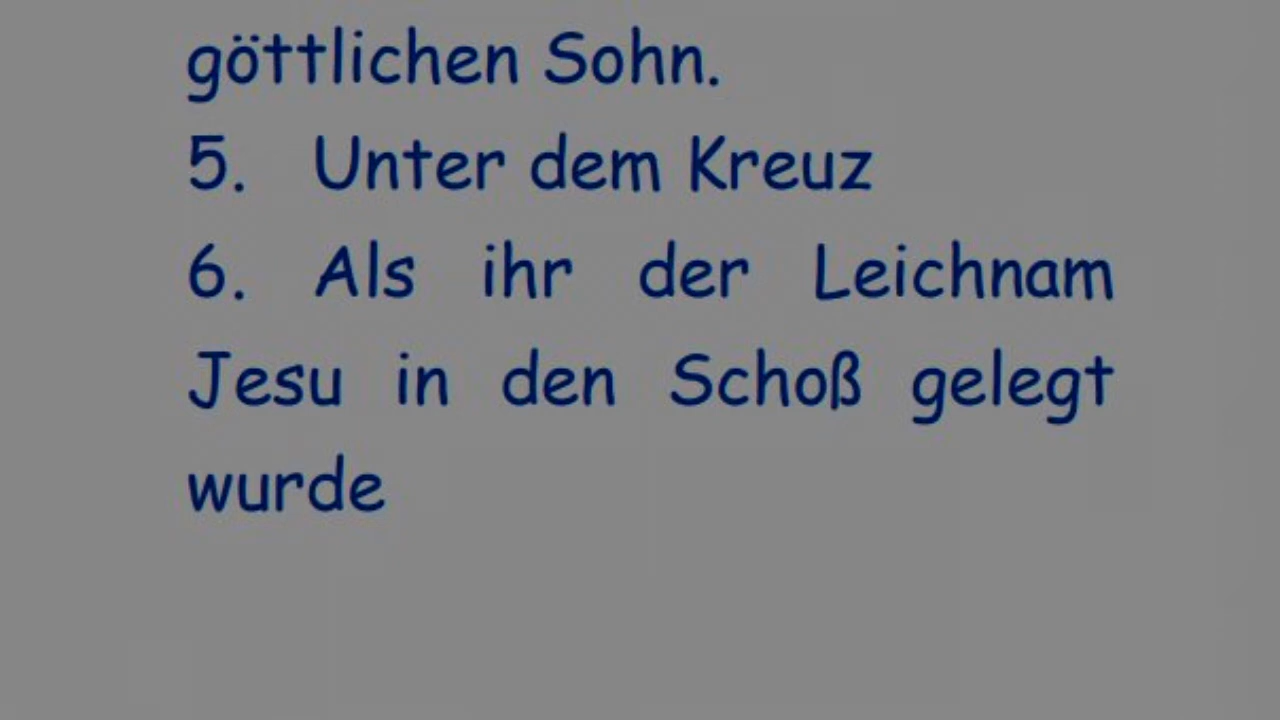 göttlichen Sohn.
5. Unter dem Kreuz
6. Als ihr der Leichnam
Jesu in den Schoß gelegt
wurde